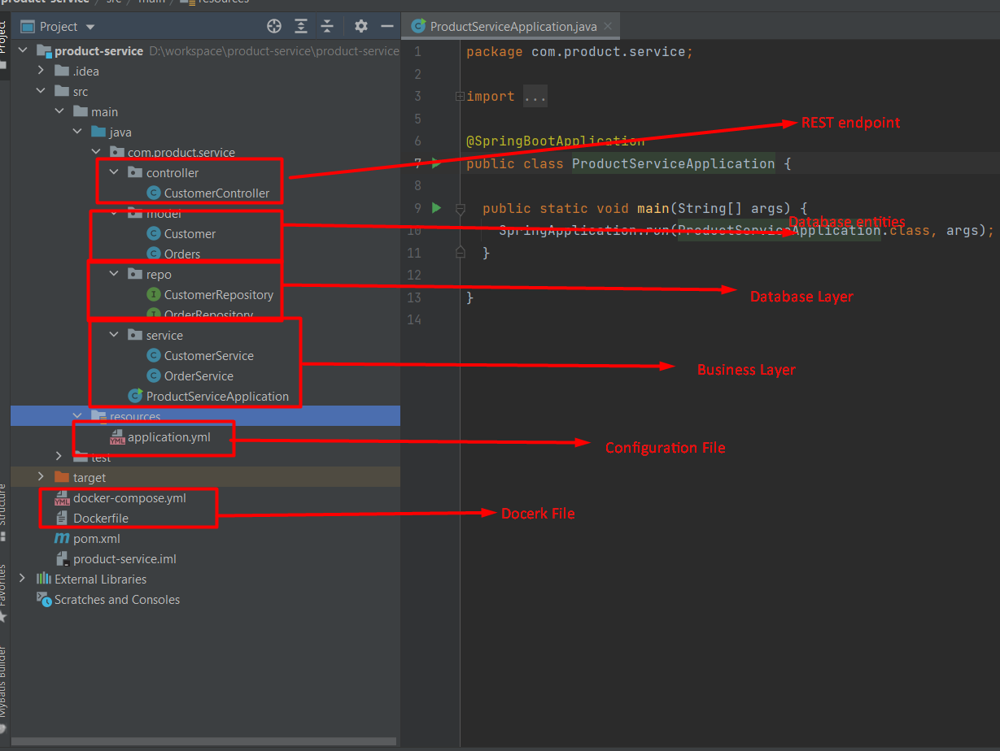 product-service / src / main / resources
Project
ProductServiceApplication.java
Project
product-service D:\workspace\product-service\product-service
.idea
src
main
java
com.product.service
controller
CustomerController
model
Customer
Orders
repo
CustomerRepository
OrderRepository
service
CustomerService
OrderService
ProductServiceApplication
resources
application.yml
test
target
docker-compose.yml
Dockerfile
pom.xml
product-service.iml
External Libraries
Scratches and Consoles
Structure
Favorites
MyBatis Builder
1 package com.product.service;
2
3 import ...
5
6 @SpringBootApplication
7 public class ProductServiceApplication {
8
9 public static void main(String[] args) {
10 SpringApplication.run(ProductServiceApplication.class, args);
11 }
12
13 }
14
REST endpoint
Database entities
Database Layer
Business Layer
Configuration File
Docerk File